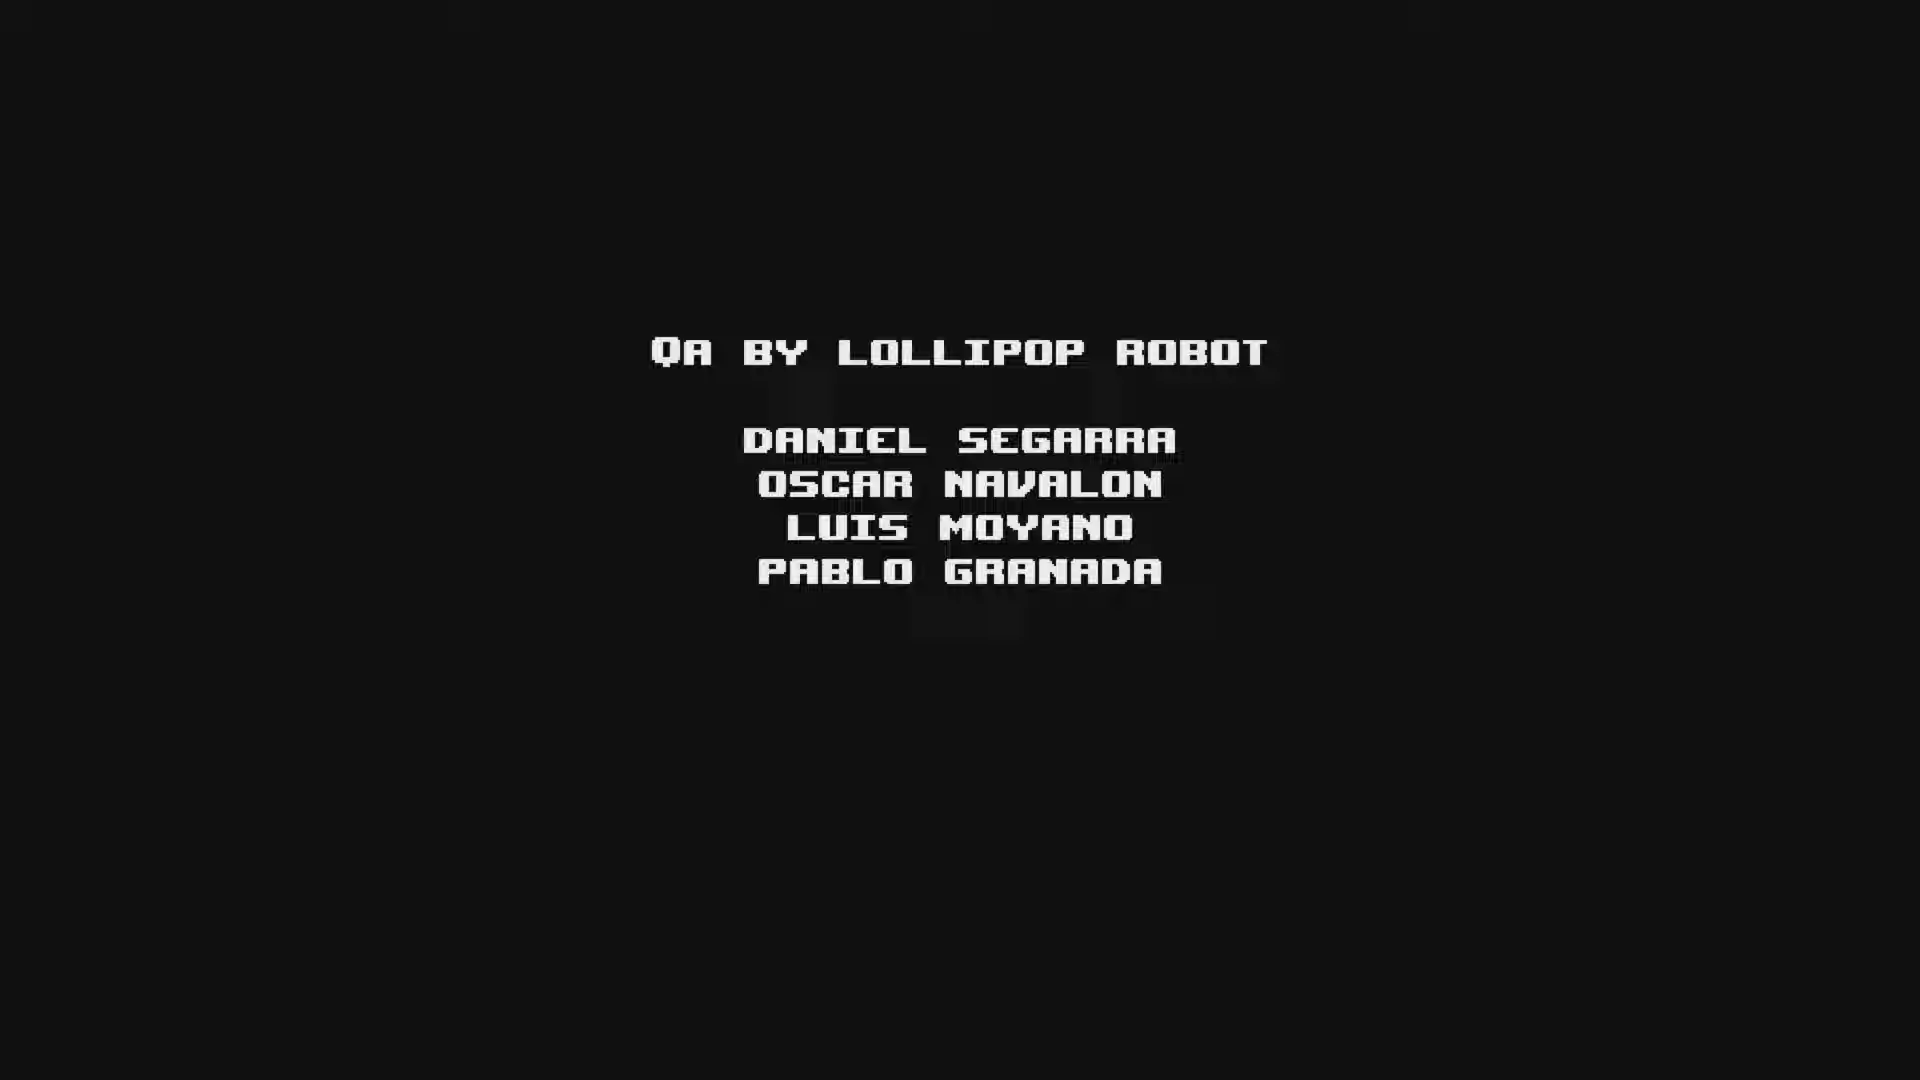 QA BY LOLLIPOP ROBOT
DANIEL SEGARRA
OSCAR NAVALON
LUIS MOYANO
PABLO GRANADA